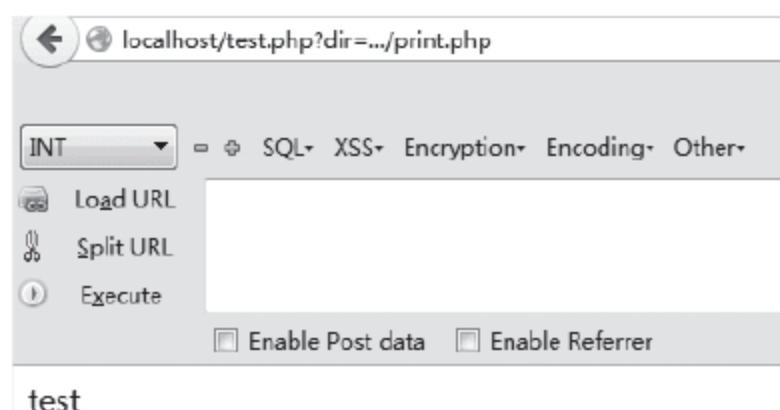 localhost/test.php?dir=.../print.php
INT SQL▾ XSS▾ Encryption▾ Encoding▾ Other▾
Load URL
Split URL
Execute
Enable Post data Enable Referrer
test